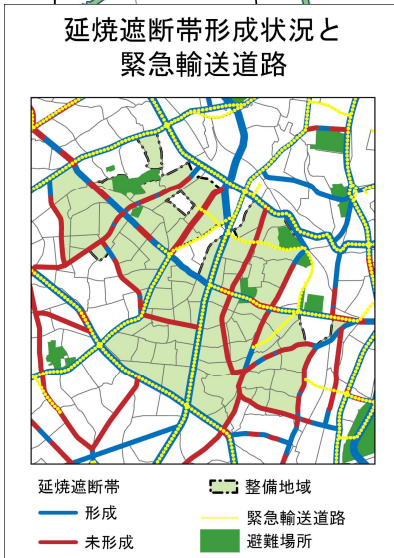 延焼遮断帯形成状況と
緊急輸送道路
延焼遮断帯
形成
未形成
整備地域
緊急輸送道路
避難場所